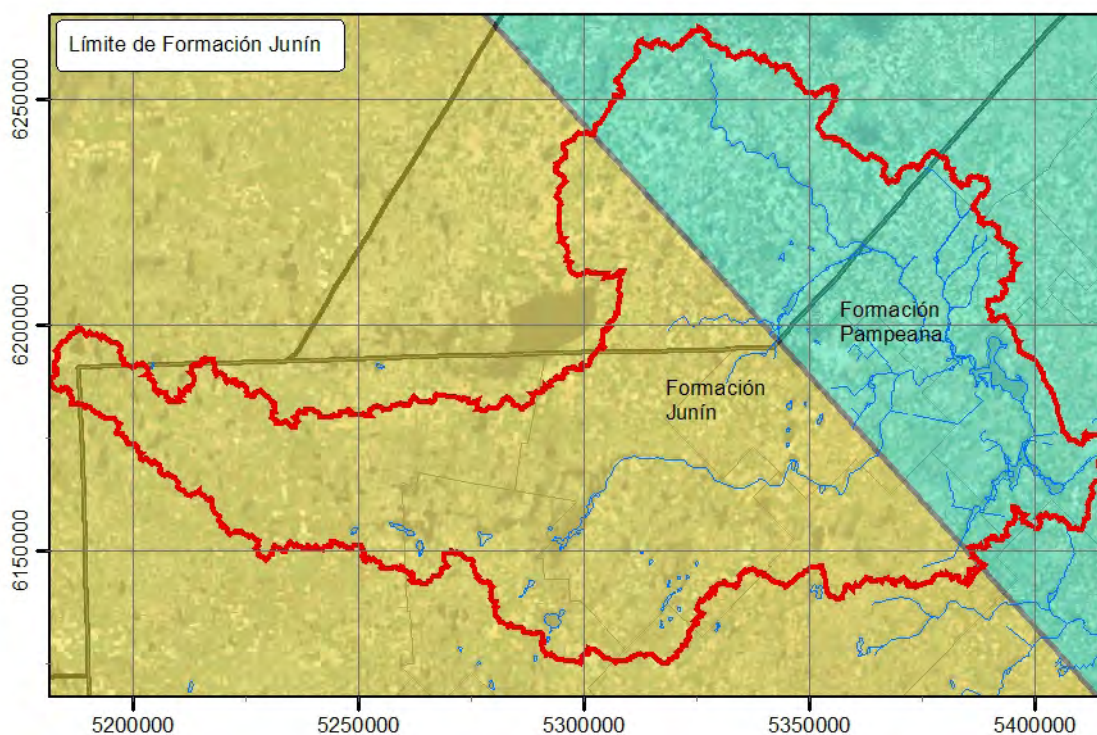 Límite de Formación Junín
6250000
6200000
6150000
Formación
Pampeana
Formación
Junín
5200000
5250000
5300000
5350000
5400000